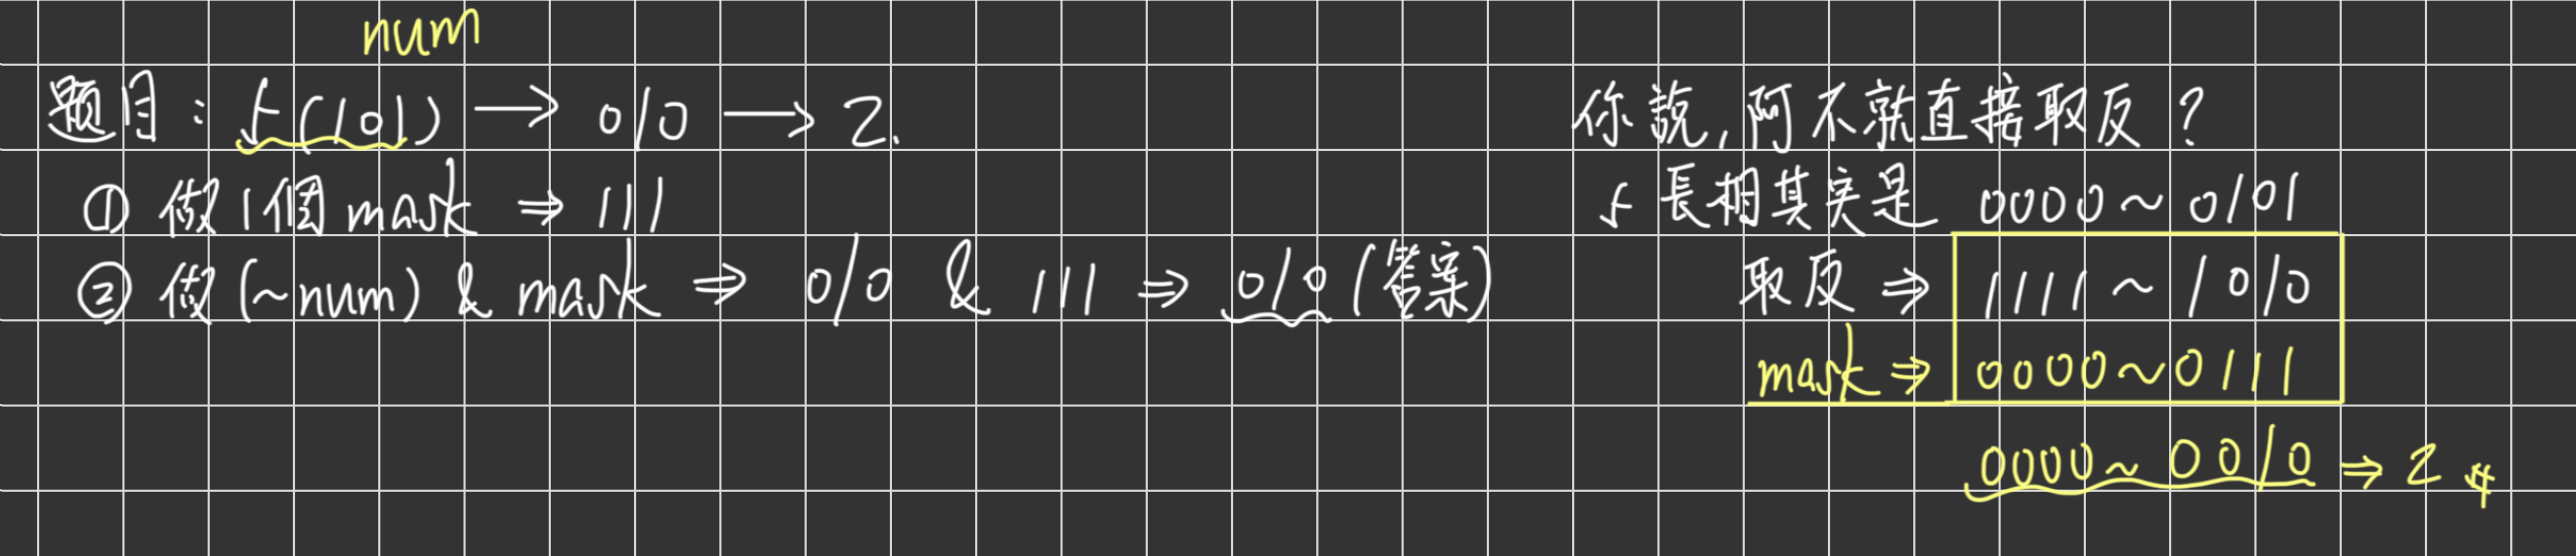 num
題目：5(101) → 010 → 2.
① 做1個mask ⇒ 111
② 做(~num) & mask ⇒ 010 & 111 ⇒ 010 (答案)
你說, 阿不就直接取反？
5 長相其实是 0000~0101
取反 ⇒ 1111~1010
mask ⇒ 0000~0111
0000~0010 ⇒ 2